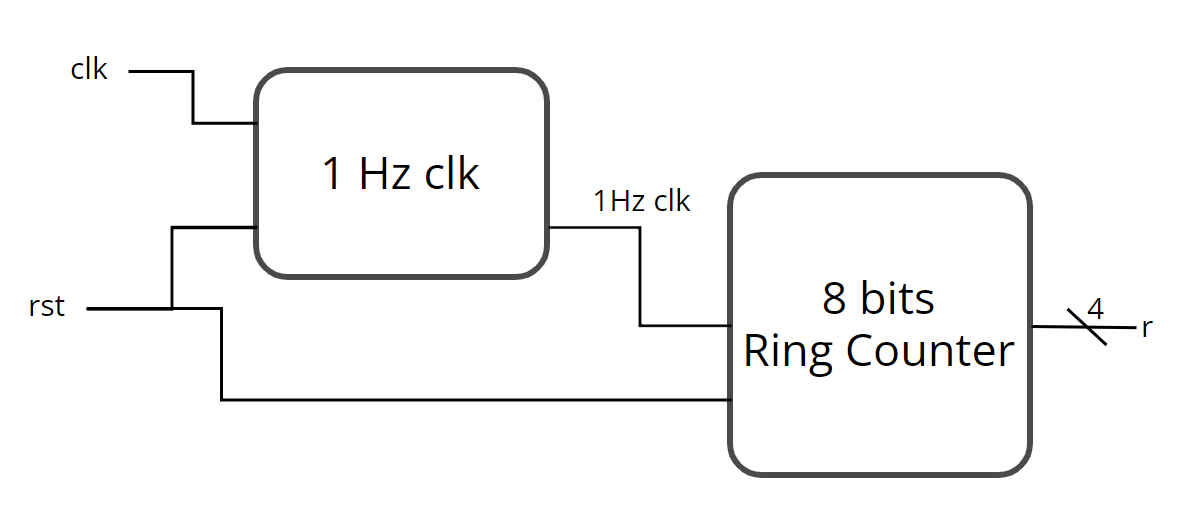 clk
1 Hz clk
1Hz clk
rst
8 bits
Ring Counter
4
r